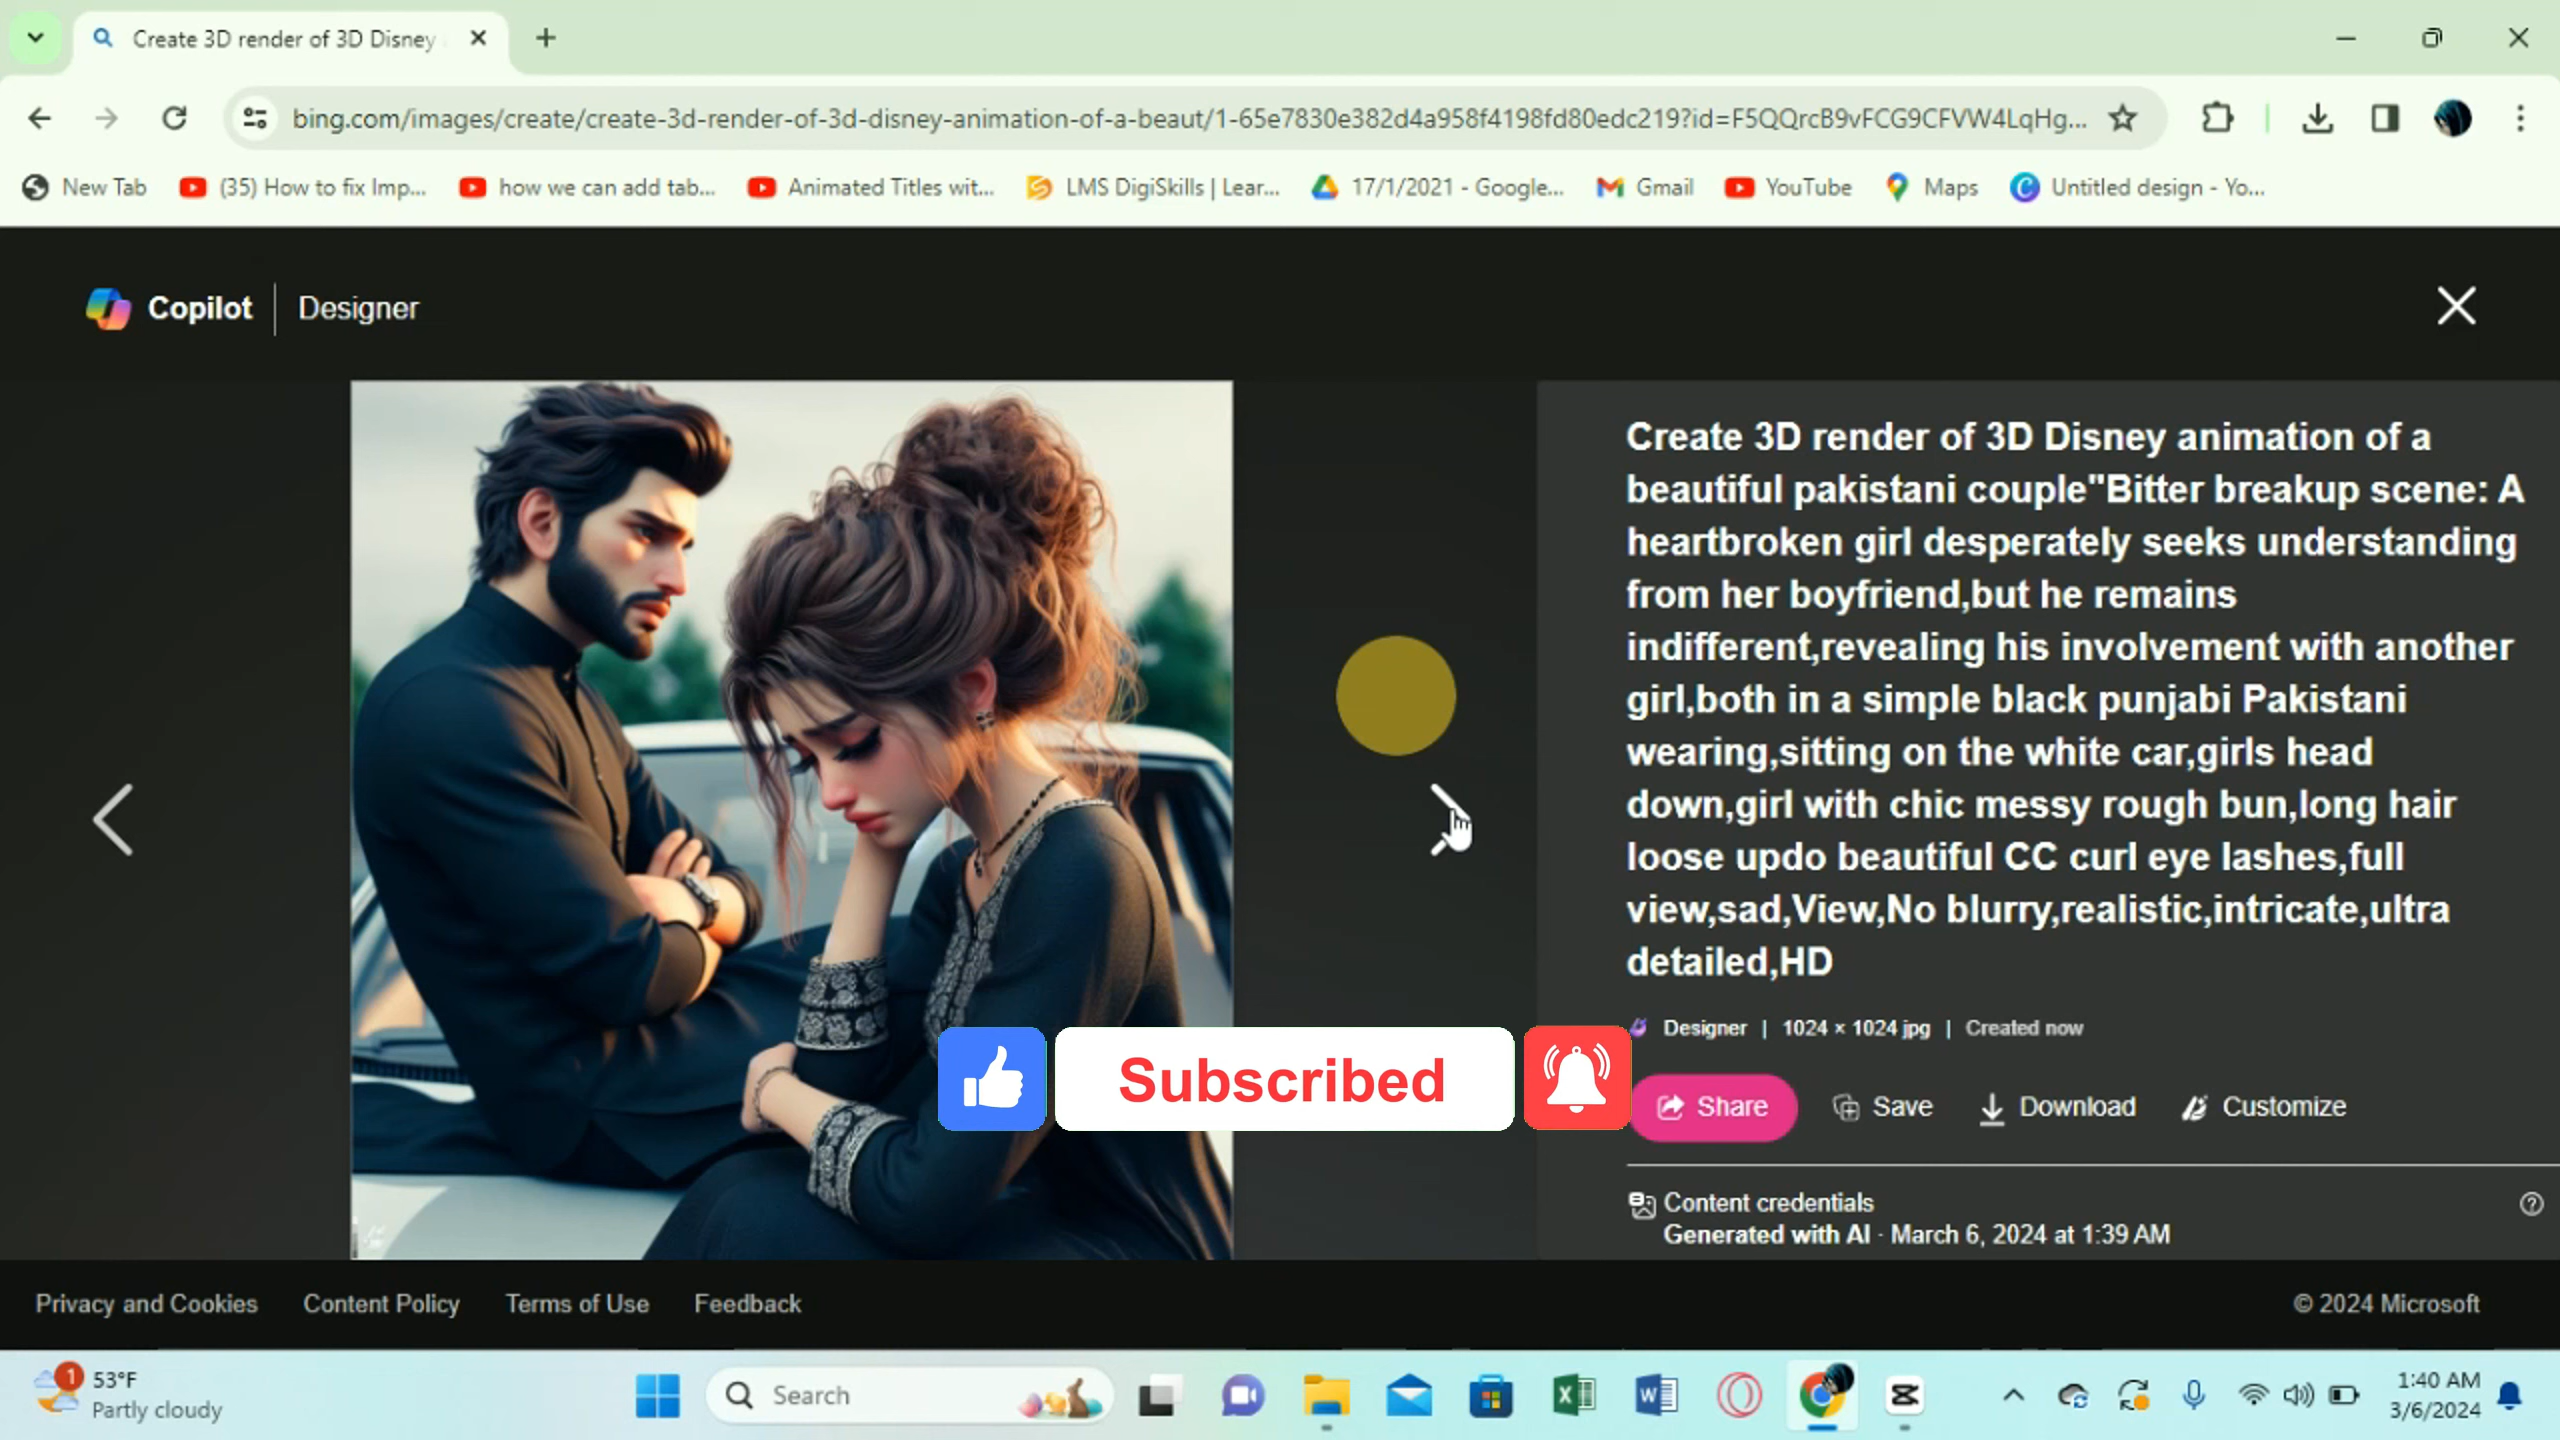 Create 3D render of 3D Disney
bing.com/images/create/create-3d-render-of-3d-disney-animation-of-a-beaut/1-65e7830e382d4a958f4198fd80edc219?id=F5QQrcB9vFCG9CFVW4LqHg...
New Tab
(35) How to fix Imp...
how we can add tab...
Animated Titles wit...
LMS DigiSkills | Lear...
17/1/2021 - Google...
Gmail
YouTube
Maps
Untitled design - Yo...
Copilot | Designer
Create 3D render of 3D Disney animation of a
beautiful pakistani couple"Bitter breakup scene: A
heartbroken girl desperately seeks understanding
from her boyfriend,but he remains
indifferent,revealing his involvement with another
girl,both in a simple black punjabi Pakistani
wearing,sitting on the white car,girls head
down,girl with chic messy rough bun,long hair
loose updo beautiful CC curl eye lashes,full
view,sad,View,No blurry,realistic,intricate,ultra
detailed,HD
Designer | 1024 × 1024 jpg | Created now
Subscribed
Share Save Download Customize
Content credentials
Generated with AI · March 6, 2024 at 1:39 AM
Privacy and Cookies Content Policy Terms of Use Feedback
© 2024 Microsoft
1
53°F
Partly cloudy
Search
1:40 AM
3/6/2024